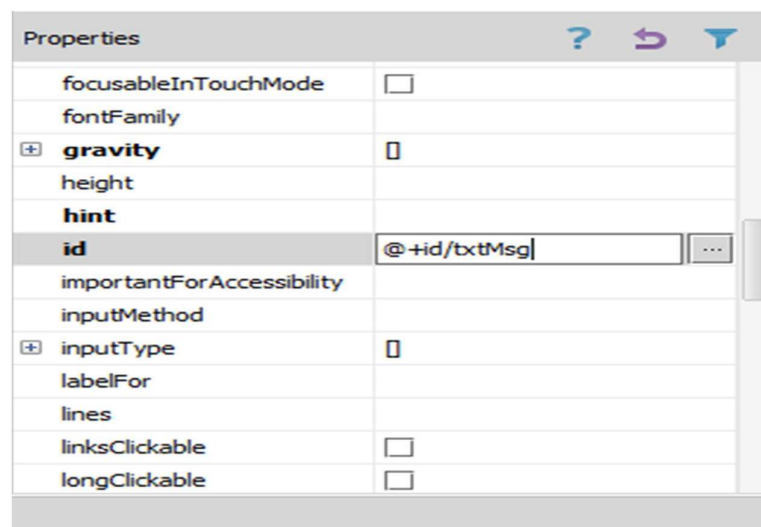 Properties ?
focusableInTouchMode
fontFamily
gravity []
height
hint
id @+id/txtMsg ...
importantForAccessibility
inputMethod
inputType []
labelFor
lines
linksClickable
longClickable